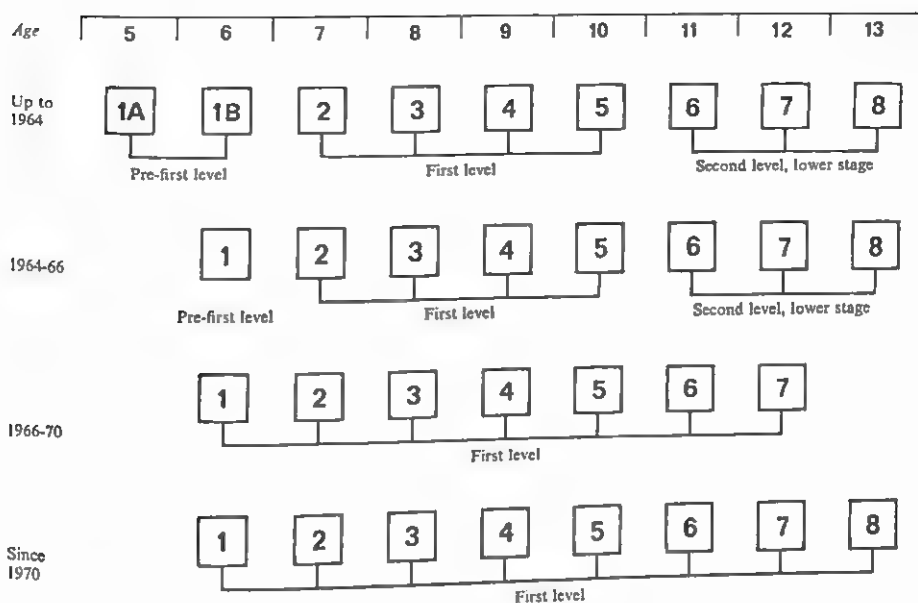 Age 5 6 7 8 9 10 11 12 13
Up to 1964
1A 1B 2 3 4 5 6 7 8
Pre-first level First level Second level, lower stage
1964-66
1 2 3 4 5 6 7 8
Pre-first level First level Second level, lower stage
1966-70
1 2 3 4 5 6 7
First level
Since 1970
1 2 3 4 5 6 7 8
First level